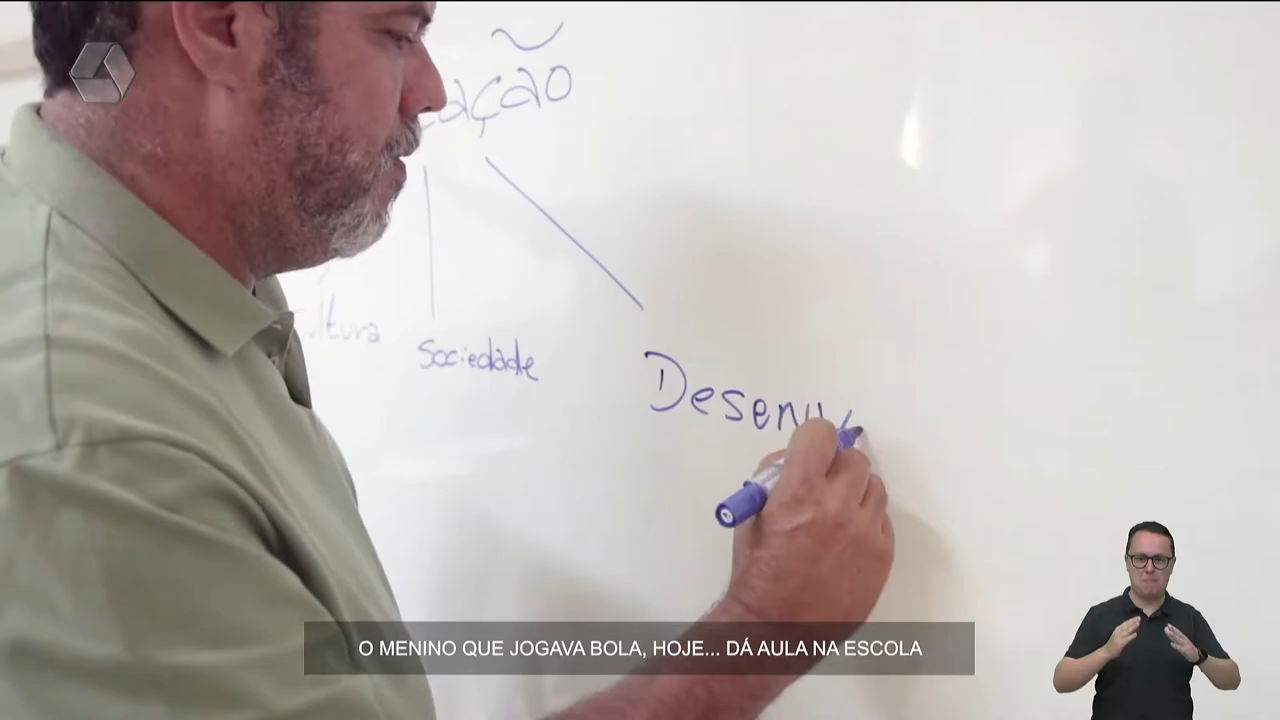 ação
ultura
Sociedade
Desenv
O MENINO QUE JOGAVA BOLA, HOJE... DÁ AULA NA ESCOLA